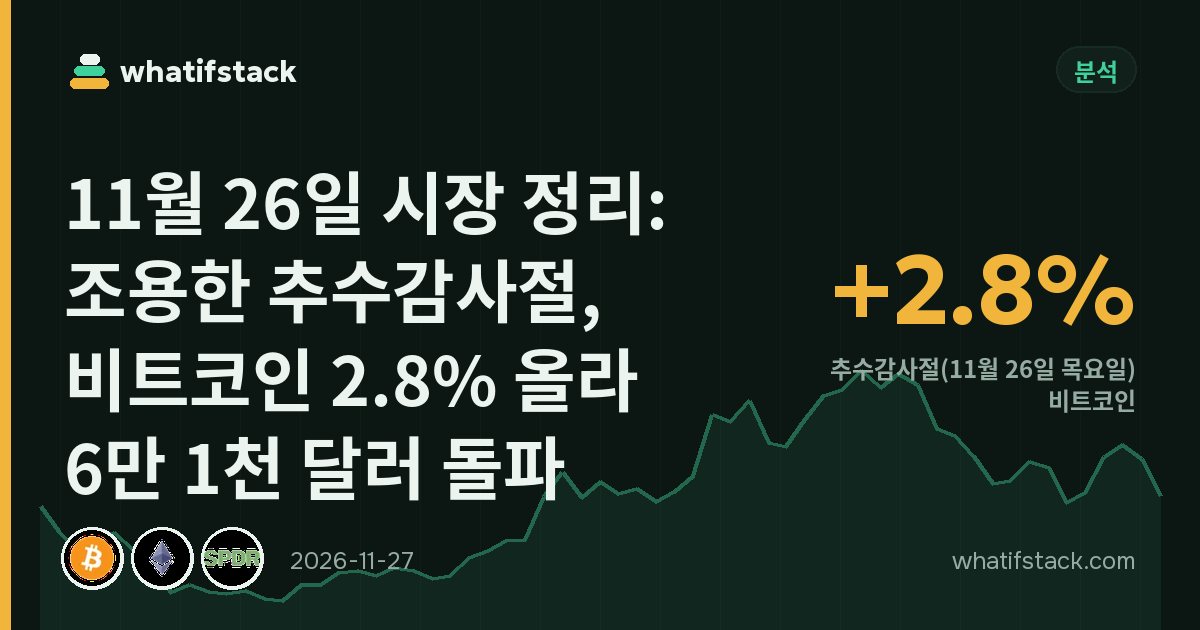 whatifstack
분석
11월 26일 시장 정리:
조용한 추수감사절,
비트코인 2.8% 올라
6만 1천 달러 돌파
+2.8%
추수감사절(11월 26일 목요일)
비트코인
SPDR
2026-11-27
whatifstack.com